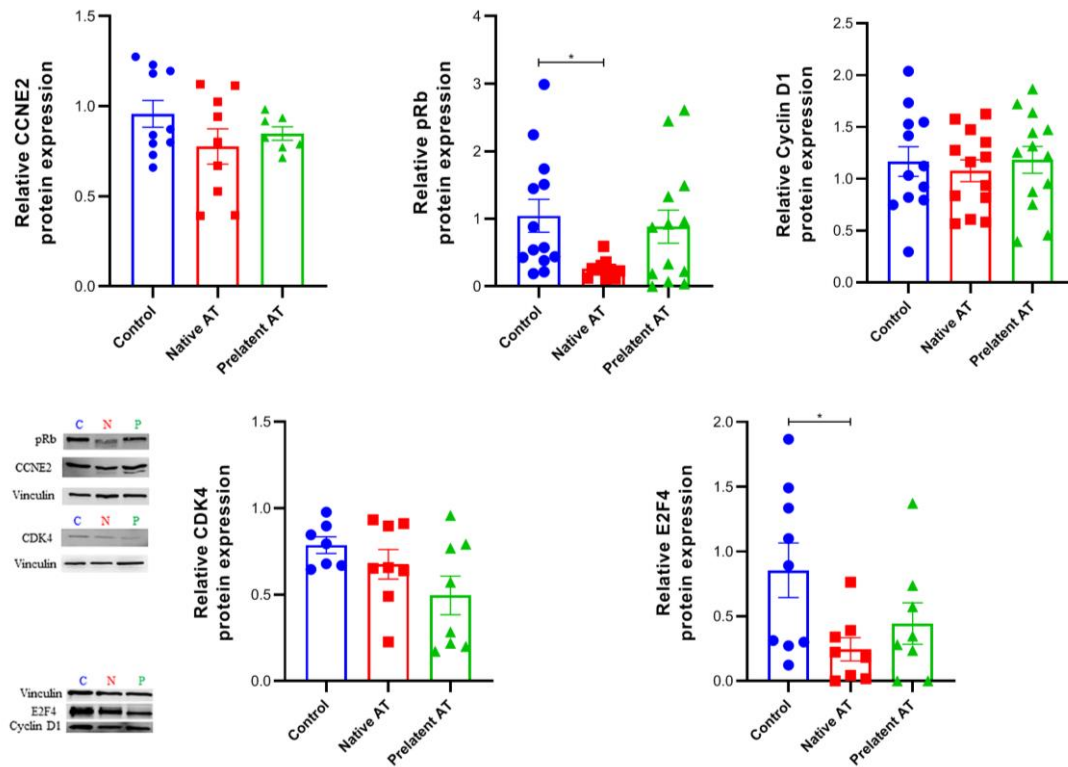 Relative CCNE2
protein expression
1.5
1.0
0.5
0.0
Control
Native AT
Prelatent AT
Relative pRb
protein expression
4
3
2
1
0
*
Control
Native AT
Prelatent AT
Relative Cyclin D1
protein expression
2.5
2.0
1.5
1.0
0.5
0.0
Control
Native AT
Prelatent AT
C N P
pRb
CCNE2
Vinculin
C N P
CDK4
Vinculin
C N P
Vinculin
E2F4
Cyclin D1
Relative CDK4
protein expression
1.5
1.0
0.5
0.0
Control
Native AT
Prelatent AT
Relative E2F4
protein expression
2.0
1.5
1.0
0.5
0.0
*
Control
Native AT
Prelatent AT